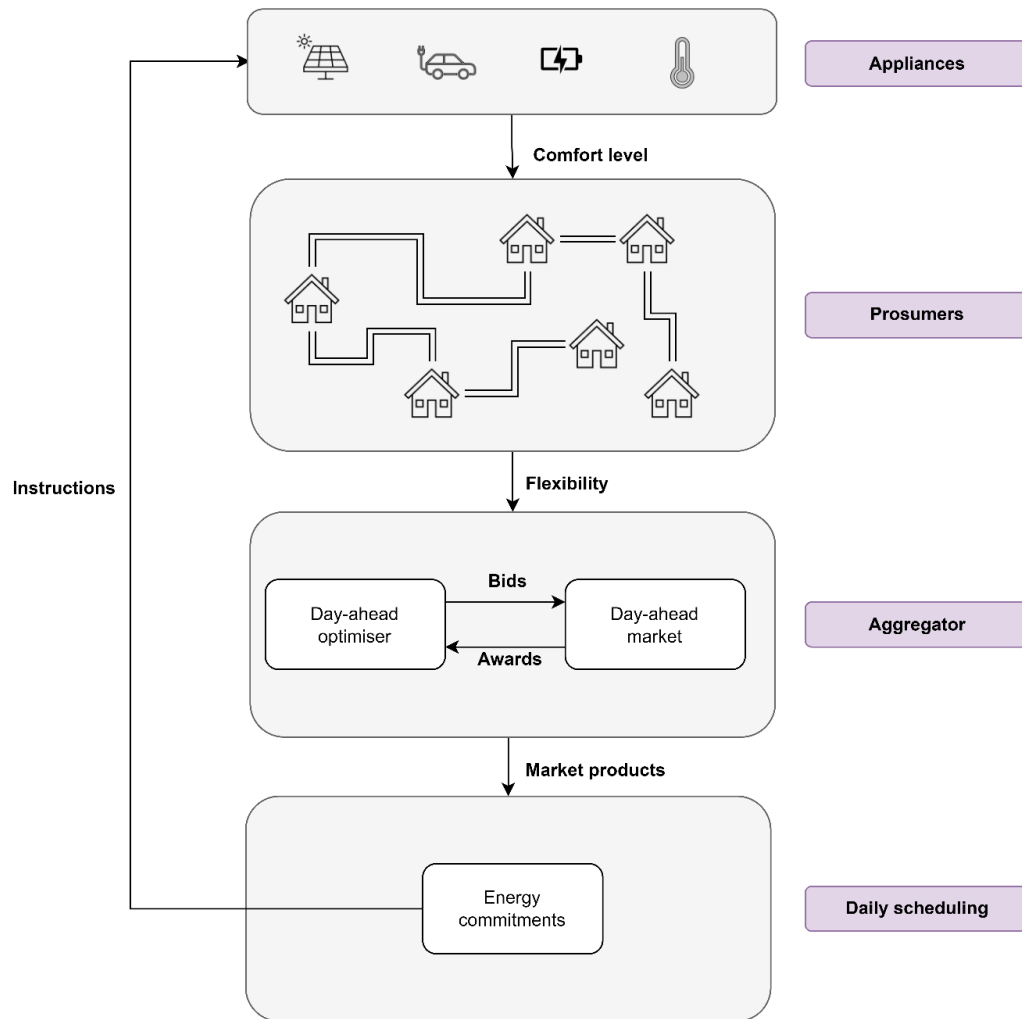 Appliances
Comfort level
Prosumers
Instructions
Flexibility
Bids
Day-ahead
optimiser
Day-ahead
market
Awards
Aggregator
Market products
Energy
commitments
Daily scheduling